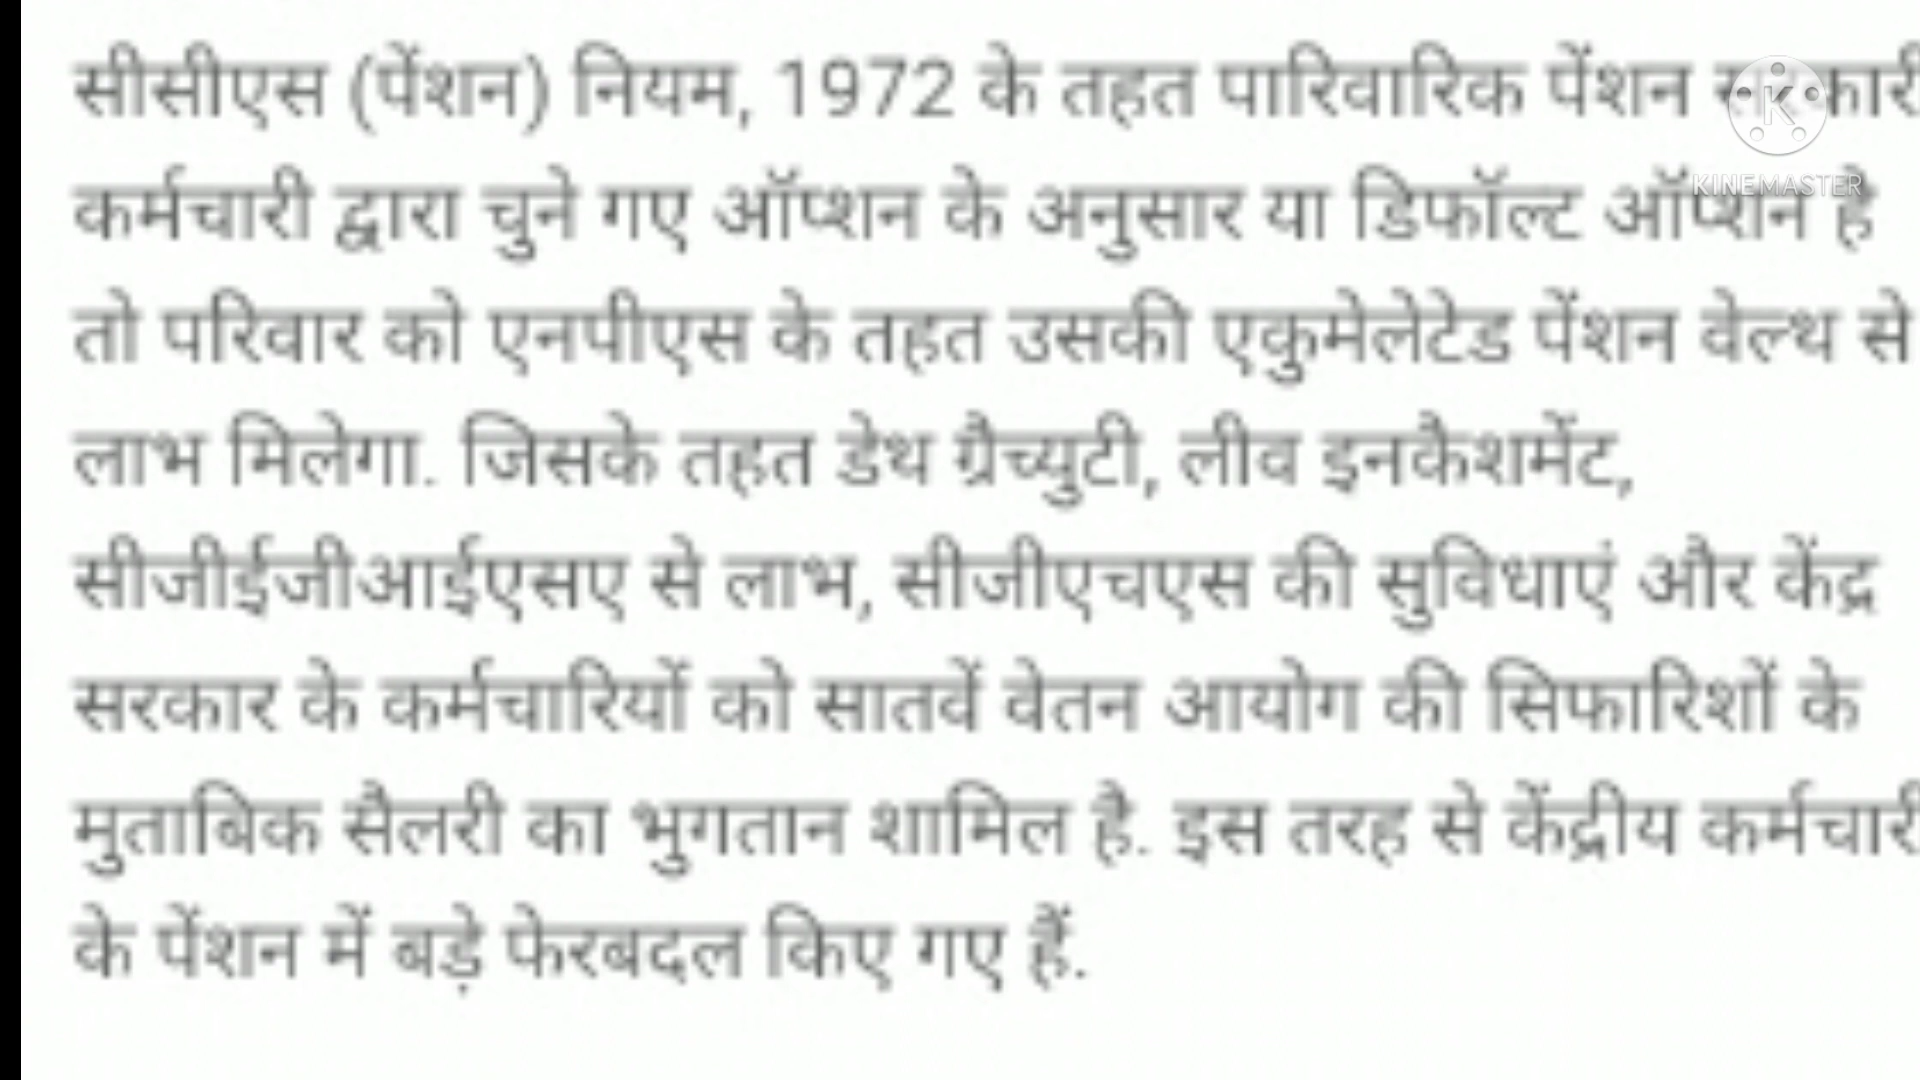 सीसीएस (पेंशन) नियम, 1972 के तहत पारिवारिक पेंशन सरकारी
कर्मचारी द्वारा चुने गए ऑप्शन के अनुसार या डिफॉल्ट ऑप्शन है
तो परिवार को एनपीएस के तहत उसकी एकुमेलेटेड पेंशन वेल्थ से
लाभ मिलेगा. जिसके तहत डेथ ग्रैच्युटी, लीव इनकैशमेंट,
सीजीईजीआईएसए से लाभ, सीजीएचएस की सुविधाएं और केंद्र
सरकार के कर्मचारियों को सातवें वेतन आयोग की सिफारिशों के
मुताबिक सैलरी का भुगतान शामिल है. इस तरह से केंद्रीय कर्मचारी
के पेंशन में बड़े फेरबदल किए गए हैं.
K
KINEMASTER